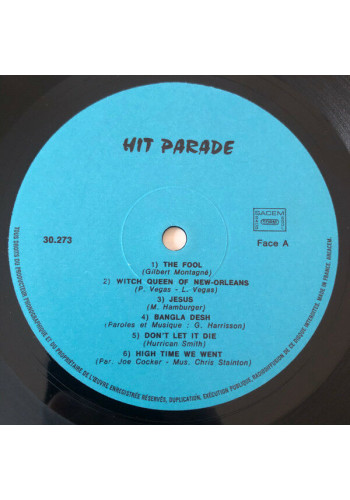 HIT PARADE
30.273
SACEM
Face A
1) THE FOOL
(Gilbert Montagné)
2) WITCH QUEEN OF NEW-ORLEANS
(P. Vegas - L. Vegas)
3) JESUS
(M. Hamburger)
4) BANGLA DESH
(Paroles et Musique : G. Harrisson)
5) DON'T LET IT DIE
(Hurrican Smith)
6) HIGH TIME WE WENT
(Par. Joe Cocker - Mus. Chris Stainton)
TOUS DROITS DU PRODUCTEUR PHONOGRAPHIQUE ET DU PROPRIÉTAIRE DE L'ŒUVRE ENREGISTRÉE RÉSERVÉS, DUPLICATION, EXÉCUTION PUBLIQUE, RADIODIFFUSION DE CE DISQUE INTERDITES, MADE IN FRANCE, AREACEM.